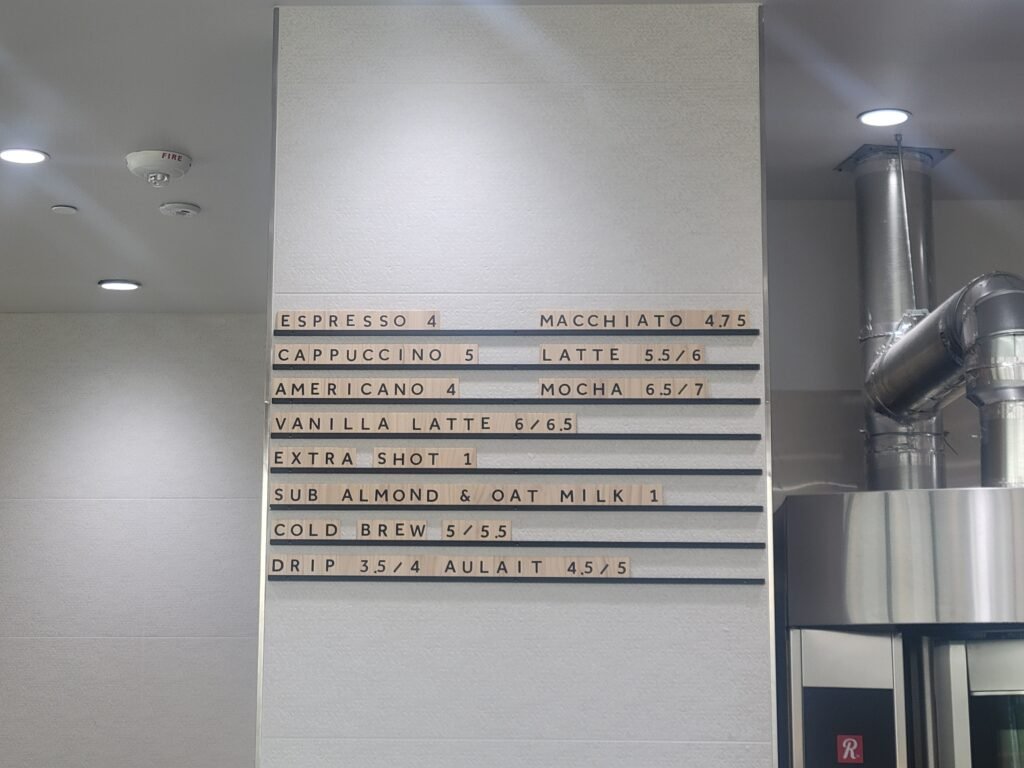 FIRE
ESPRESSO 4 MACCHIATO 4.75
CAPPUCCINO 5 LATTE 5.5/6
AMERICANO 4 MOCHA 6.5/7
VANILLA LATTE 6/6.5
EXTRA SHOT 1
SUB ALMOND & OAT MILK 1
COLD BREW 5/5.5
DRIP 3.5/4 AULAIT 4.5/5
R